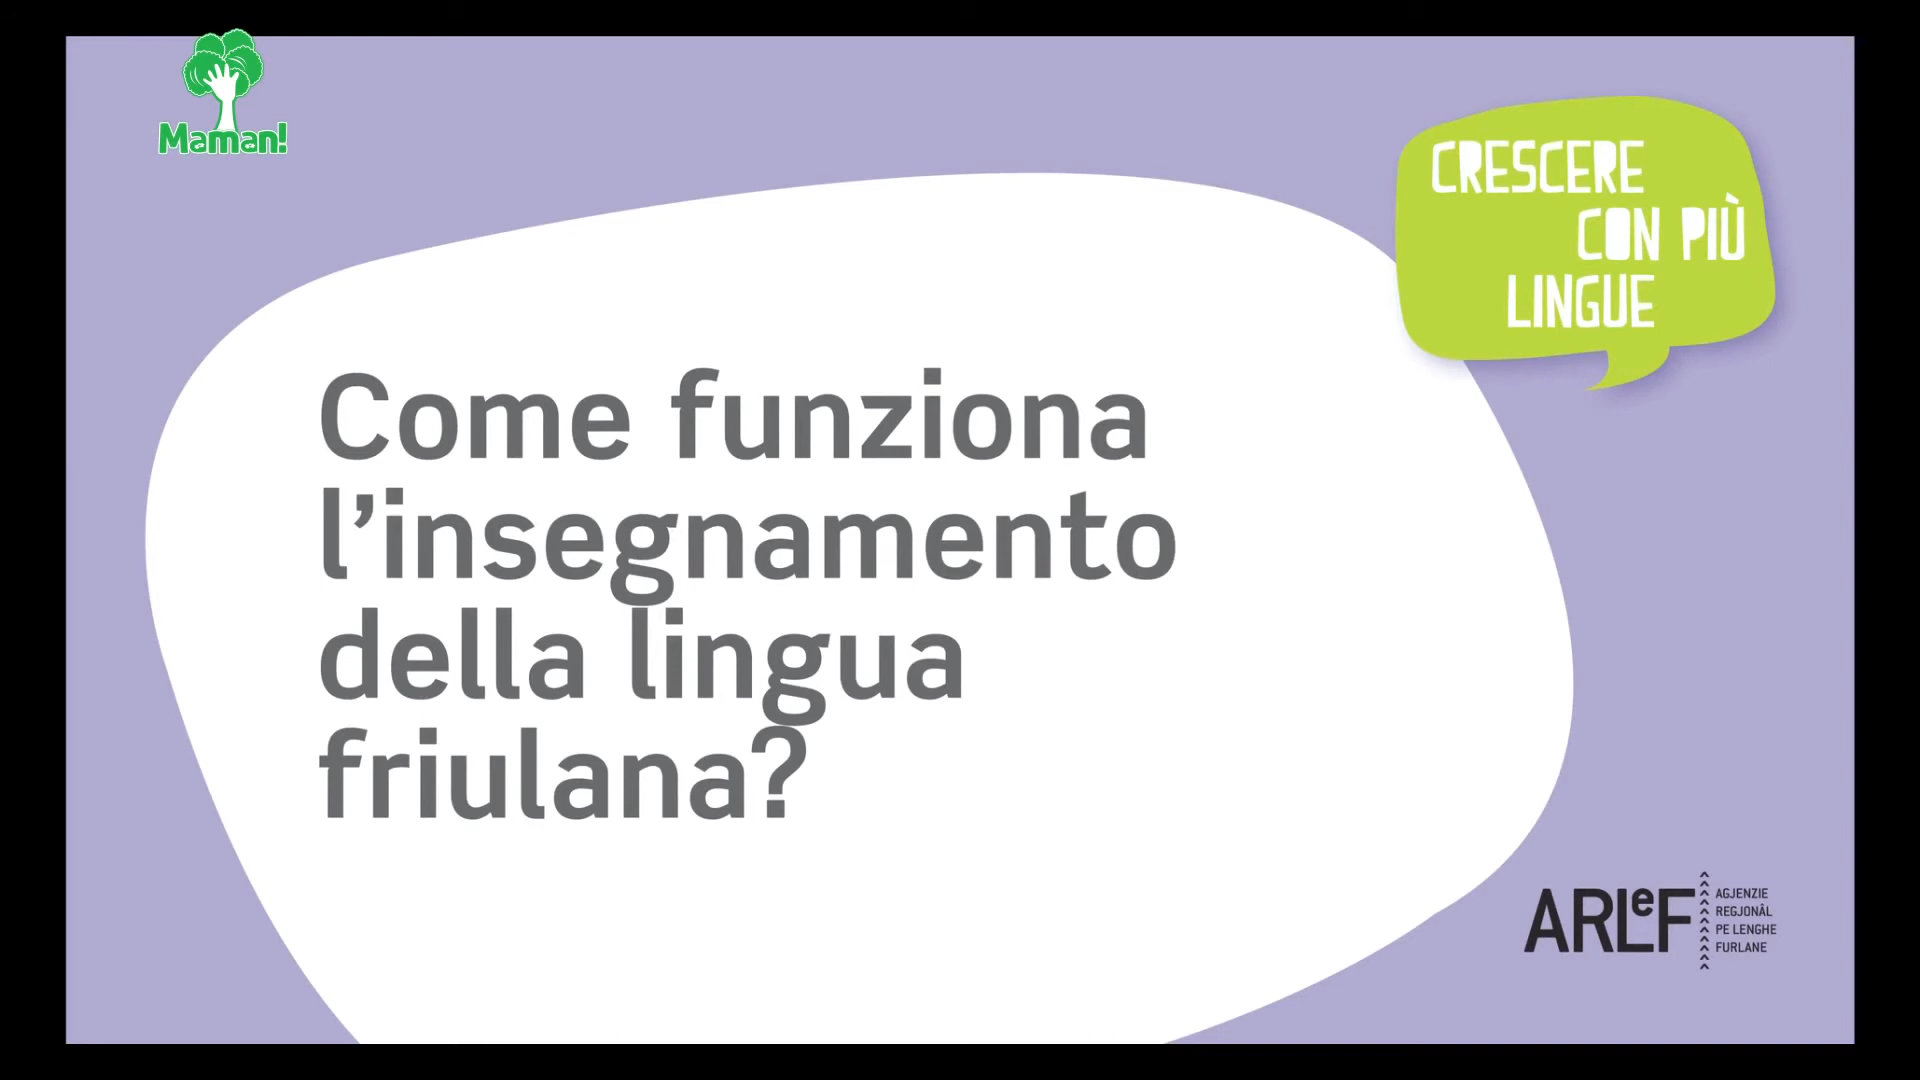 Maman!
CRESCERE
CON PIÙ
LINGUE
Come funziona
l’insegnamento
della lingua
friulana?
ARLeF
AGJENZIE
REGJONÂL
PE LENGHE
FURLANE